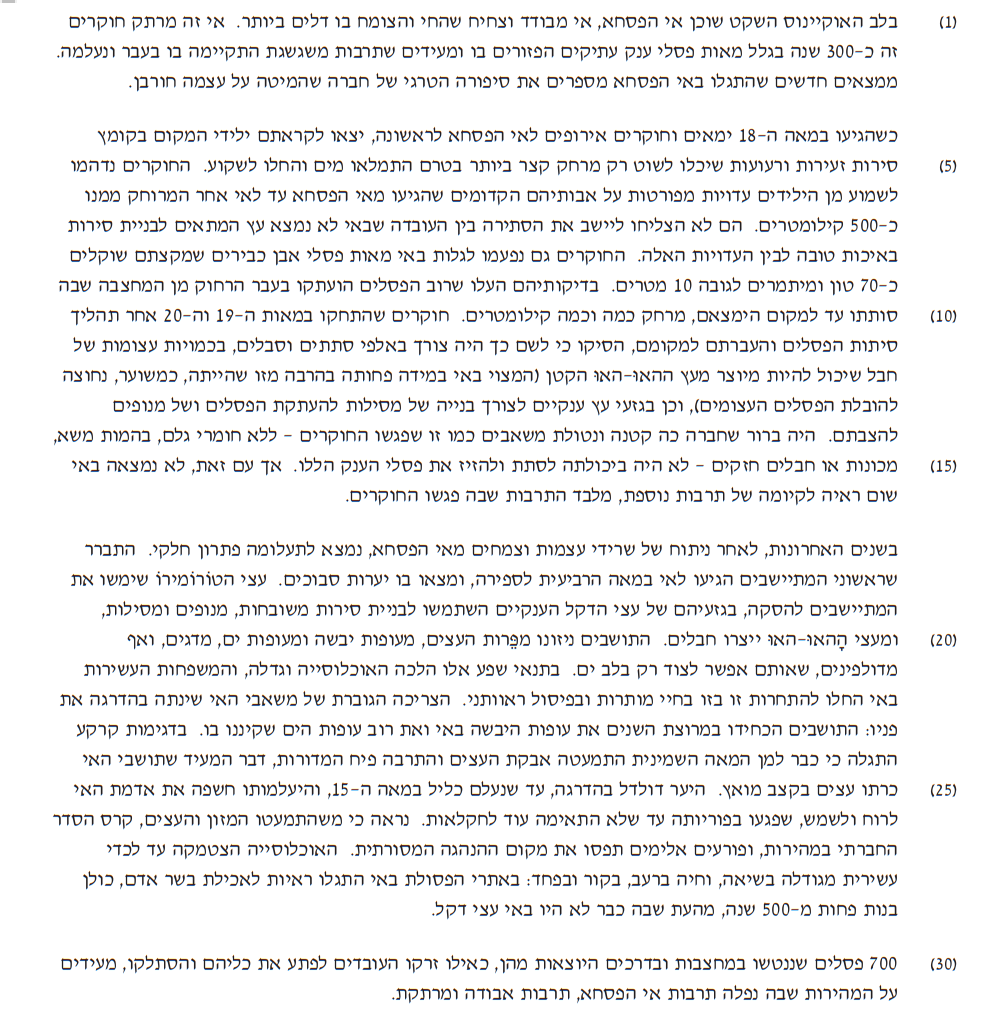 (1) בלב האוקיינוס השקט שוכן אי הפסחא, אי מבודד וצחיח שהחי והצומח בו דלים ביותר. אי זה מרתק חוקרים
זה כ-300 שנה בגלל מאות פסלי ענק עתיקים הפזורים בו ומעידים שתרבות משגשגת התקיימה בו בעבר ונעלמה.
ממצאים חדשים שהתגלו באי הפסחא מספרים את סיפורה הטרגי של חברה שהמיטה על עצמה חורבן.
כשהגיעו במאה ה-18 ימאים וחוקרים אירופים לאי הפסחא לראשונה, יצאו לקראתם ילידי המקום בקומץ
(5) סירות זעירות ורעועות שיכלו לשוט רק מרחק קצר ביותר בטרם התמלאו מים והחלו לשקוע. החוקרים נדהמו
לשמוע מן הילידים עדויות מפורטות על אבותיהם הקדומים שהגיעו מאי הפסחא עד לאי אחר המרוחק ממנו
כ-500 קילומטרים. הם לא הצליחו ליישב את הסתירה בין העובדה שבאי לא נמצא עץ המתאים לבניית סירות
באיכות טובה לבין העדויות האלה. החוקרים גם נפעמו לגלות באי מאות פסלי אבן כבירים שמקצתם שוקלים
כ-70 טון ומיתמרים לגובה 10 מטרים. בדיקותיהם העלו שרוב הפסלים הועתקו בעבר הרחוק מן המחצבה שבה
(10) סותתו עד למקום הימצאם, מרחק כמה וכמה קילומטרים. חוקרים שהתחקו במאות ה-19 וה-20 אחר תהליך
סיתות הפסלים והעברתם למקומם, הסיקו כי לשם כך היה צורך באלפי סתתים וסבלים, בכמויות עצומות של
חבל שיכול להיות מיוצר מעץ ההאוּ-האוּ הקטן (המצוי באי במידה פחותה בהרבה מזו שהייתה, כמשוער, נחוצה
להובלת הפסלים העצומים), וכן בגזעי עץ ענקיים לצורך בנייה של מסילות להעתקת הפסלים ושל מנופים
להצבתם. היה ברור שחברה כה קטנה ונטולת משאבים כמו זו שפגשו החוקרים - ללא חומרי גלם, בהמות משא,
(15) מכונות או חבלים חזקים - לא היה ביכולתה לסתת ולהזיז את פסלי הענק הללו. אך עם זאת, לא נמצאה באי
שום ראיה לקיומה של תרבות נוספת, מלבד התרבות שבה פגשו החוקרים.
בשנים האחרונות, לאחר ניתוח של שרידי עצמות וצמחים מאי הפסחא, נמצא לתעלומה פתרון חלקי. התברר
שראשוני המתיישבים הגיעו לאי במאה הרביעית לספירה, ומצאו בו יערות סבוכים. עצי הטוֹרוֹמירוֹ שימשו את
המתיישבים להסקה, בגזעיהם של עצי הדקל הענקיים השתמשו לבניית סירות משובחות, מנופים ומסילות,
(20) ומעצי הָהאוּ-האוּ ייצרו חבלים. התושבים ניזונו מפֵּרות העצים, מעופות יבשה ומעופות ים, מדגים, ואף
מדולפינים, שאותם אפשר לצוד רק בלב ים. בתנאי שפע אלו הלכה האוכלוסייה וגדלה, והמשפחות העשירות
באי החלו להתחרות זו בזו בחיי מותרות ובפיסול ראוותני. הצריכה הגוברת של משאבי האי שינתה בהדרגה את
פניו: התושבים הכחידו במרוצת השנים את עופות היבשה באי ואת רוב עופות הים שקיננו בו. בדגימות קרקע
התגלה כי כבר למן המאה השמינית התמעטה אבקת העצים והתרבה פיח המדורות, דבר המעיד שתושבי האי
(25) כרתו עצים בקצב מואץ. היער דולדל בהדרגה, עד שנעלם כליל במאה ה-15, והיעלמותו חשפה את אדמת האי
לרוח ולשמש, שפגעו בפוריותה עד שלא התאימה עוד לחקלאות. נראה כי משהתמעטו המזון והעצים, קרס הסדר
החברתי במהירות, ופורעים אלימים תפסו את מקום ההנהגה המסורתית. האוכלוסייה הצטמקה עד לכדי
עשירית מגודלה בשיאה, וחיה ברעב, בקור ובפחד: באתרי הפסולת באי התגלו ראיות לאכילת בשר אדם, כולן
בנות פחות מ-500 שנה, מהעת שבה כבר לא היו באי עצי דקל.
(30) 700 פסלים שננטשו במחצבות ובדרכים היוצאות מהן, כאילו זרקו העובדים לפתע את כליהם והסתלקו, מעידים
על המהירות שבה נפלה תרבות אי הפסחא, תרבות אבודה ומרתקת.